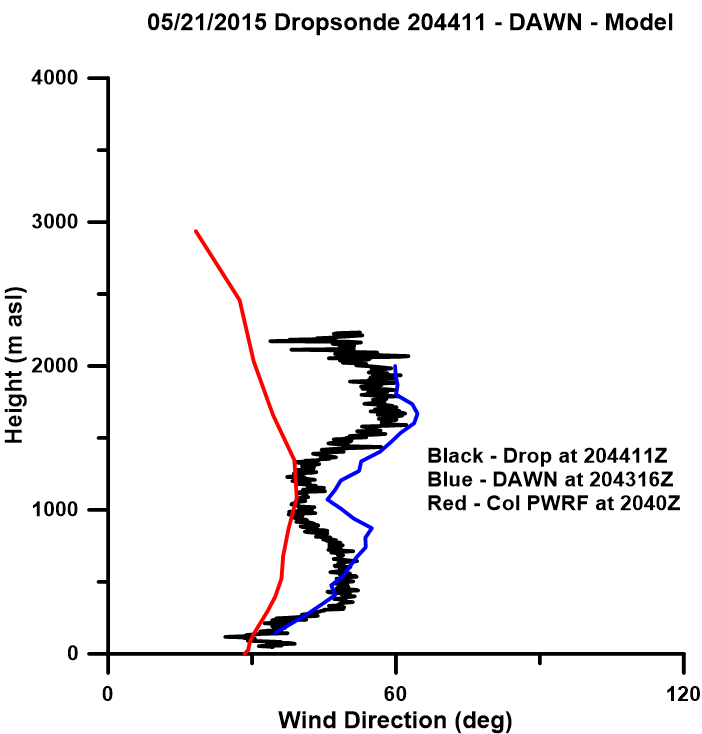 05/21/2015 Dropsonde 204411 - DAWN - Model
4000
3000
2000
1000
0
Height (m asl)
Black - Drop at 204411Z
Blue - DAWN at 204316Z
Red - Col PWRF at 2040Z
0
60
120
Wind Direction (deg)